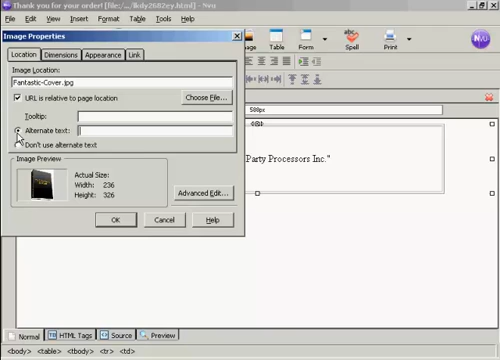 Thank you for your order! [file:/.../lkdy2682ey.html] - Nvu
File Edit View Insert Format Table Tools Help
Image Properties
Table Form Spell Print
Location Dimensions Appearance Link
Image Location:
Fantastic-Cover.jpg
URL is relative to page location Choose File...
500px
Tooltip:
Alternate text:
Don't use alternate text
Party Processors Inc."
Image Preview
Actual Size:
Width: 236
Height: 326
Advanced Edit...
OK Cancel Help
Normal HTML Tags Source Preview
<body> <table> <tbody> <tr> <td>